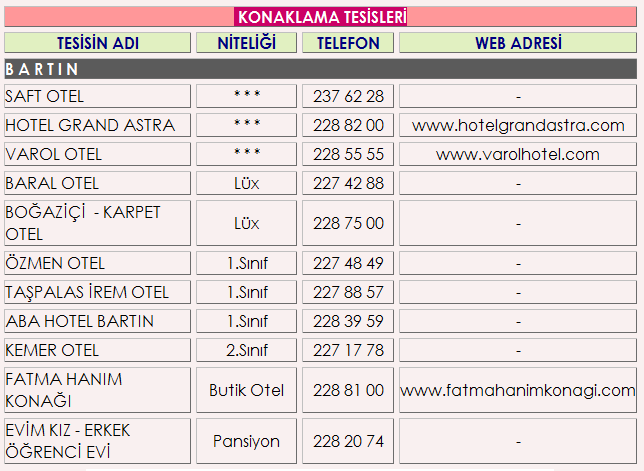 KONAKLAMA TESİSLERİ
TESİSİN ADI NİTELİĞİ TELEFON WEB ADRESİ
BARTIN
SAFT OTEL *** 237 62 28 -
HOTEL GRAND ASTRA *** 228 82 00 www.hotelgrandastra.com
VAROL OTEL *** 228 55 55 www.varolhotel.com
BARAL OTEL Lüx 227 42 88 -
BOĞAZİÇİ - KARPET
OTEL Lüx 228 75 00 -
ÖZMEN OTEL 1.Sınıf 227 48 49 -
TAŞPALAS İREM OTEL 1.Sınıf 227 88 57 -
ABA HOTEL BARTIN 1.Sınıf 228 39 59 -
KEMER OTEL 2.Sınıf 227 17 78 -
FATMA HANIM
KONAĞI Butik Otel 228 81 00 www.fatmahanimkonagi.com
EVİM KIZ - ERKEK
ÖĞRENCİ EVİ Pansiyon 228 20 74 -